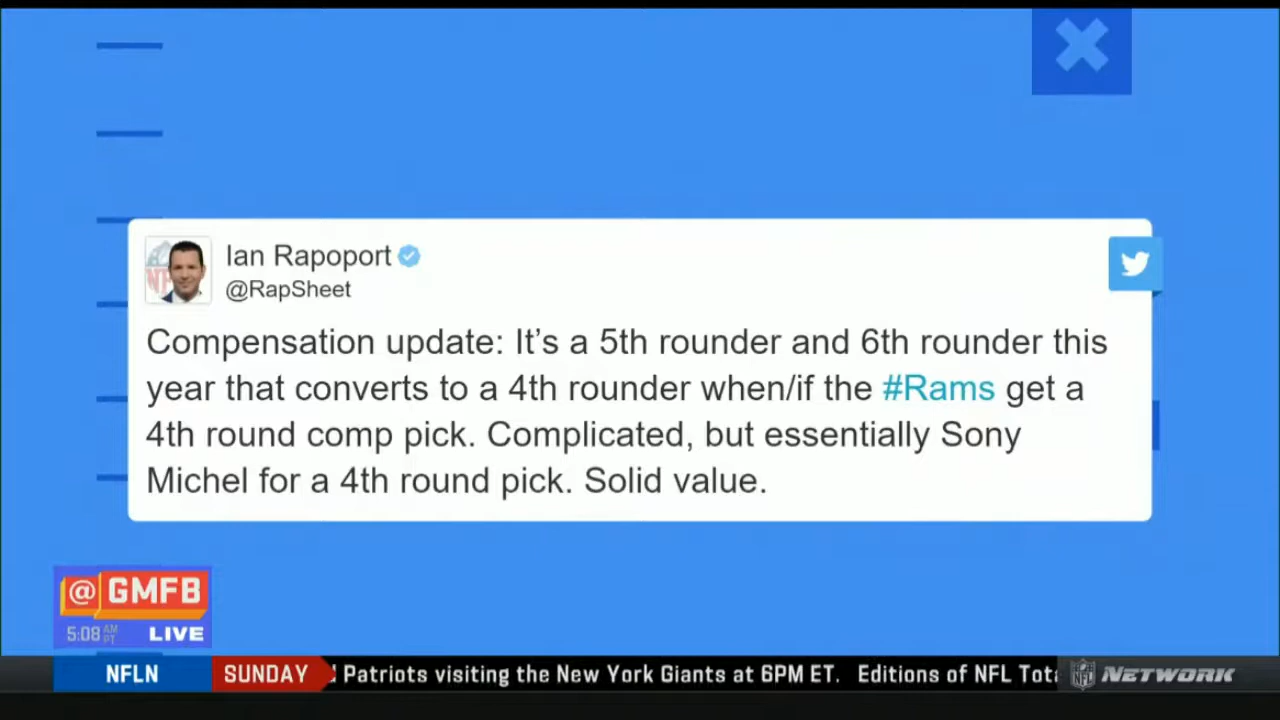 Ian Rapoport
@RapSheet
Compensation update: It’s a 5th rounder and 6th rounder this
year that converts to a 4th rounder when/if the #Rams get a
4th round comp pick. Complicated, but essentially Sony
Michel for a 4th round pick. Solid value.
@ GMFB
5:08 AM PT LIVE
NFLN SUNDAY Patriots visiting the New York Giants at 6PM ET. Editions of NFL NFL NETWORK